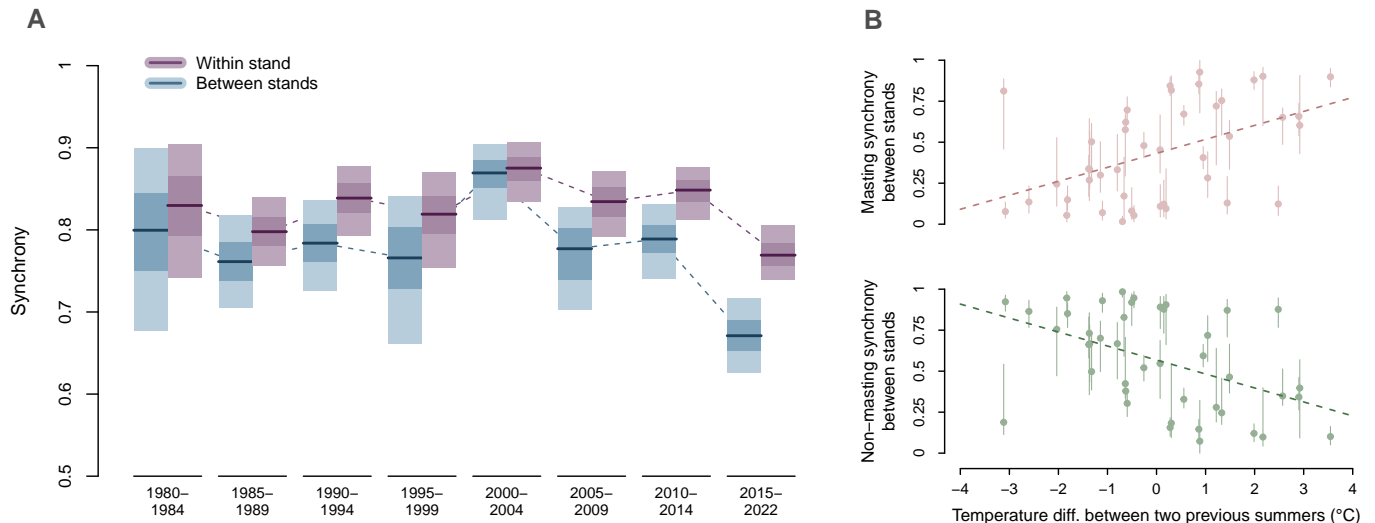 A
Within stand
Between stands
Synchrony
1
0.9
0.8
0.7
0.6
0.5
1980–
1984
1985–
1989
1990–
1994
1995–
1999
2000–
2004
2005–
2009
2010–
2014
2015–
2022
B
Masting synchrony
between stands
1
0.75
0.5
0.25
0
Non−masting synchrony
between stands
1
0.75
0.5
0.25
0
−4 −3 −2 −1 0 1 2 3 4
Temperature diff. between two previous summers (°C)